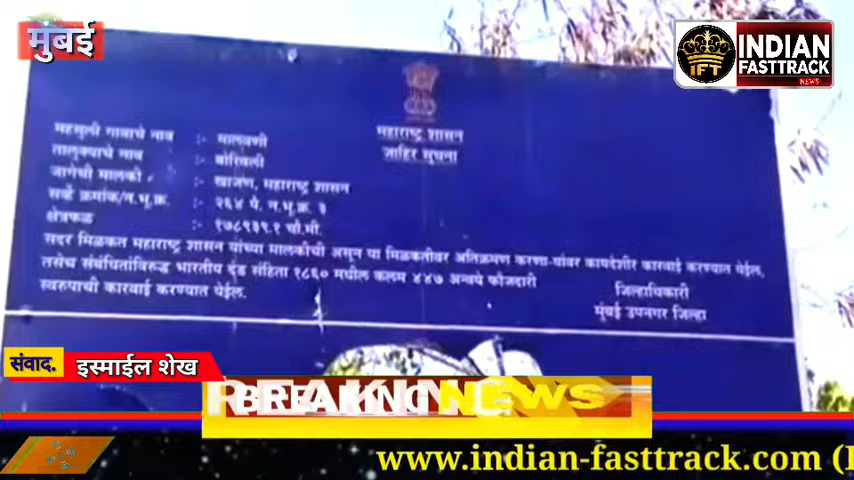 मुंबई
IFT
INDIAN
FASTTRACK
NEWS
महाराष्ट्र शासन
जाहिर सूचना
महसुली गावाचे नाव :- मालवणी
तालुक्याचे नाव :- बोरिवली
जागेची मालकी :- खाजण, महाराष्ट्र शासन
सर्व्हे क्रमांक/न.भू.क्र. :- २६४ पै. न.भू.क्र. ३
क्षेत्रफळ :- १७८९३९.१ चौ.मी.
सदर मिळकत महाराष्ट्र शासन यांच्या मालकीची असून या मिळकतीवर अतिक्रमण करणा-यांवर कायदेशीर कारवाई करण्यात येईल,
तसेच संबंधितांविरुद्ध भारतीय दंड संहिता १८६० मधील कलम ४४७ अन्वये फौजदारी
स्वरुपाची कारवाई करण्यात येईल.
जिल्हाधिकारी
मुंबई उपनगर जिल्हा
संवाद.
इस्माईल शेख
BREAKING NEWS
www.indian-fasttrack.com